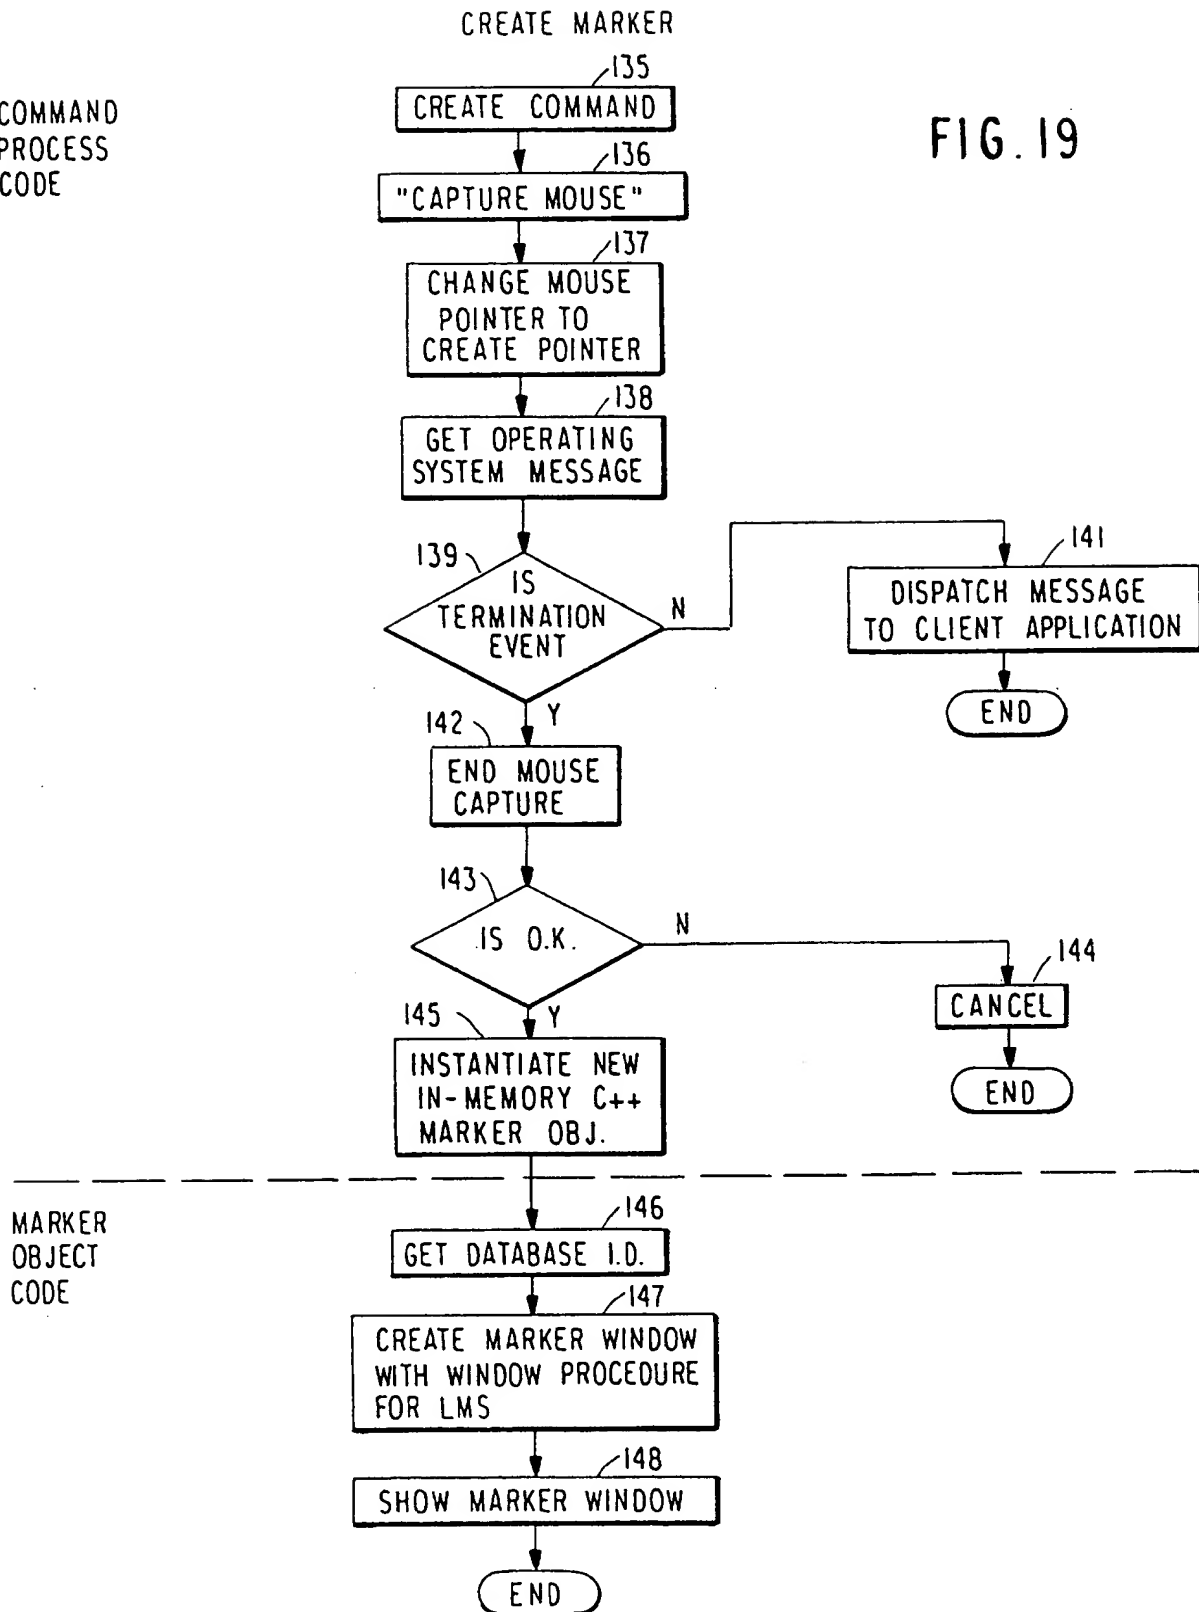 CREATE MARKER
COMMAND
PROCESS
CODE
FIG. 19
135
CREATE COMMAND
136
"CAPTURE MOUSE"
137
CHANGE MOUSE
POINTER TO
CREATE POINTER
138
GET OPERATING
SYSTEM MESSAGE
139
IS
TERMINATION
EVENT
N
141
DISPATCH MESSAGE
TO CLIENT APPLICATION
END
Y
142
END MOUSE
CAPTURE
143
IS O.K.
N
144
CANCEL
END
Y
145
INSTANTIATE NEW
IN-MEMORY C++
MARKER OBJ.
MARKER
OBJECT
CODE
146
GET DATABASE I.D.
147
CREATE MARKER WINDOW
WITH WINDOW PROCEDURE
FOR LMS
148
SHOW MARKER WINDOW
END